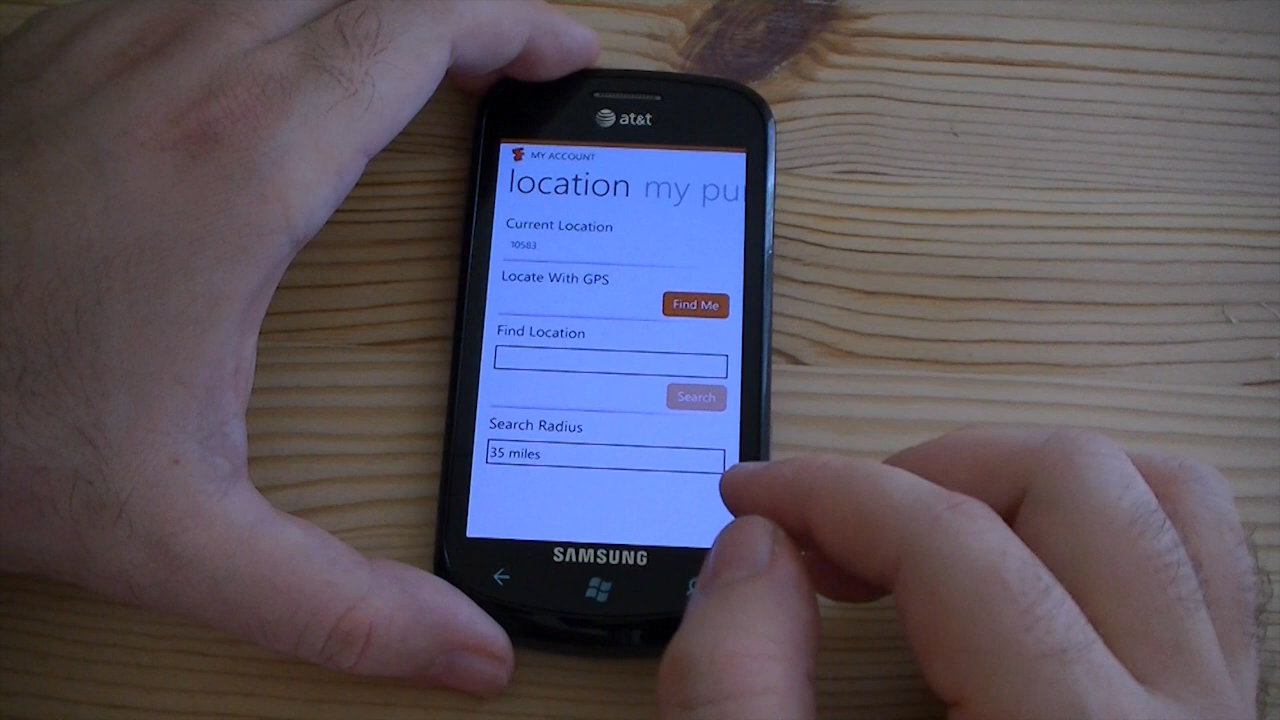 at&t
MY ACCOUNT
location my pu
Current Location
10583
Locate With GPS
Find Me
Find Location
Search
Search Radius
35 miles
SAMSUNG